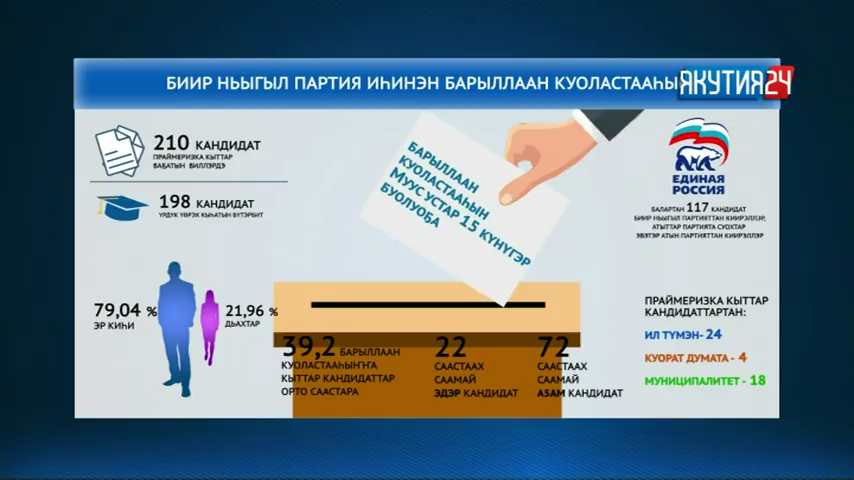 БИИР НЬЫГЫЛ ПАРТИЯ ИҺИНЭН БАРЫЛЛААН КУОЛАСТААҺЫ
ЯКУТИЯ24
210 КАНДИДАТ
ПРАЙМЕРИЗКА КЫТТАР
БАҔАТЫН БИЛЛЭРДЭ
198 КАНДИДАТ
ҮРДҮК ҮӨРЭХ КЫҺАТЫН БҮТЭРБИТ
БАРЫЛЛААН
КУОЛАСТААҺЫН
МУУС УСТАР 15 КҮНҮГЭР
БУОЛУОҔА
ЕДИНАЯ
РОССИЯ
БАЛАРТАН 117 КАНДИДАТ
БИИР НЬЫГЫЛ ПАРТИЯТТАН КИИРЭЛЛЭР,
АТЫТТАР ПАРТИЯТА СУОХТАР
ЭБЭТЭР АТЫН ПАРТИЯТТАН КИИРЭЛЛЭР
79,04 %
ЭР КИҺИ
21,96 %
ДЬАХТАР
39,2 БАРЫЛЛААН
КУОЛАСТААҺЫҤҤА
КЫТТАР КАНДИДАТТАР
ОРТО СААСТАРА
22
СААСТААХ
СААМАЙ
ЭДЭР КАНДИДАТ
72
СААСТААХ
СААМАЙ
АҔАМ КАНДИДАТ
ПРАЙМЕРИЗКА КЫТТАР
КАНДИДАТТАРТАН:
ИЛ ТҮМЭН- 24
КУОРАТ ДУМАТА - 4
МУНИЦИПАЛИТЕТ - 18